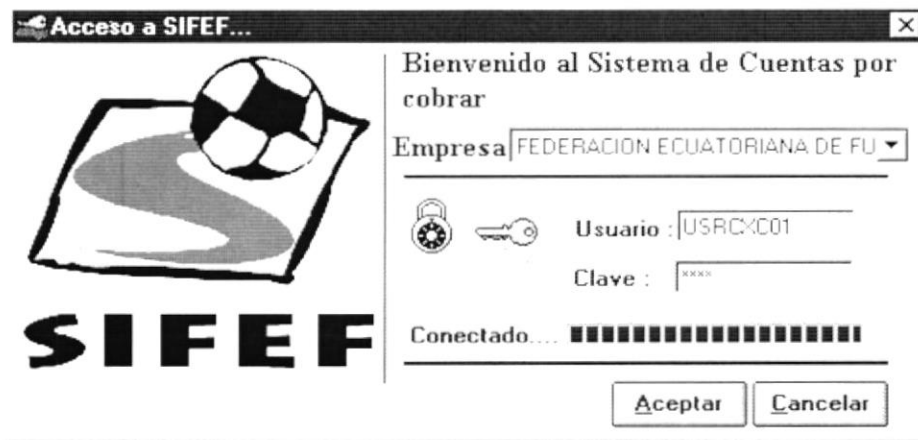 Acceso a SIFEF...
Bienvenido al Sistema de Cuentas por
cobrar
Empresa FEDERACION ECUATORIANA DE FU
Usuario : USRCXC01
Clave : ****
SIFEF
Conectado....
Aceptar Cancelar